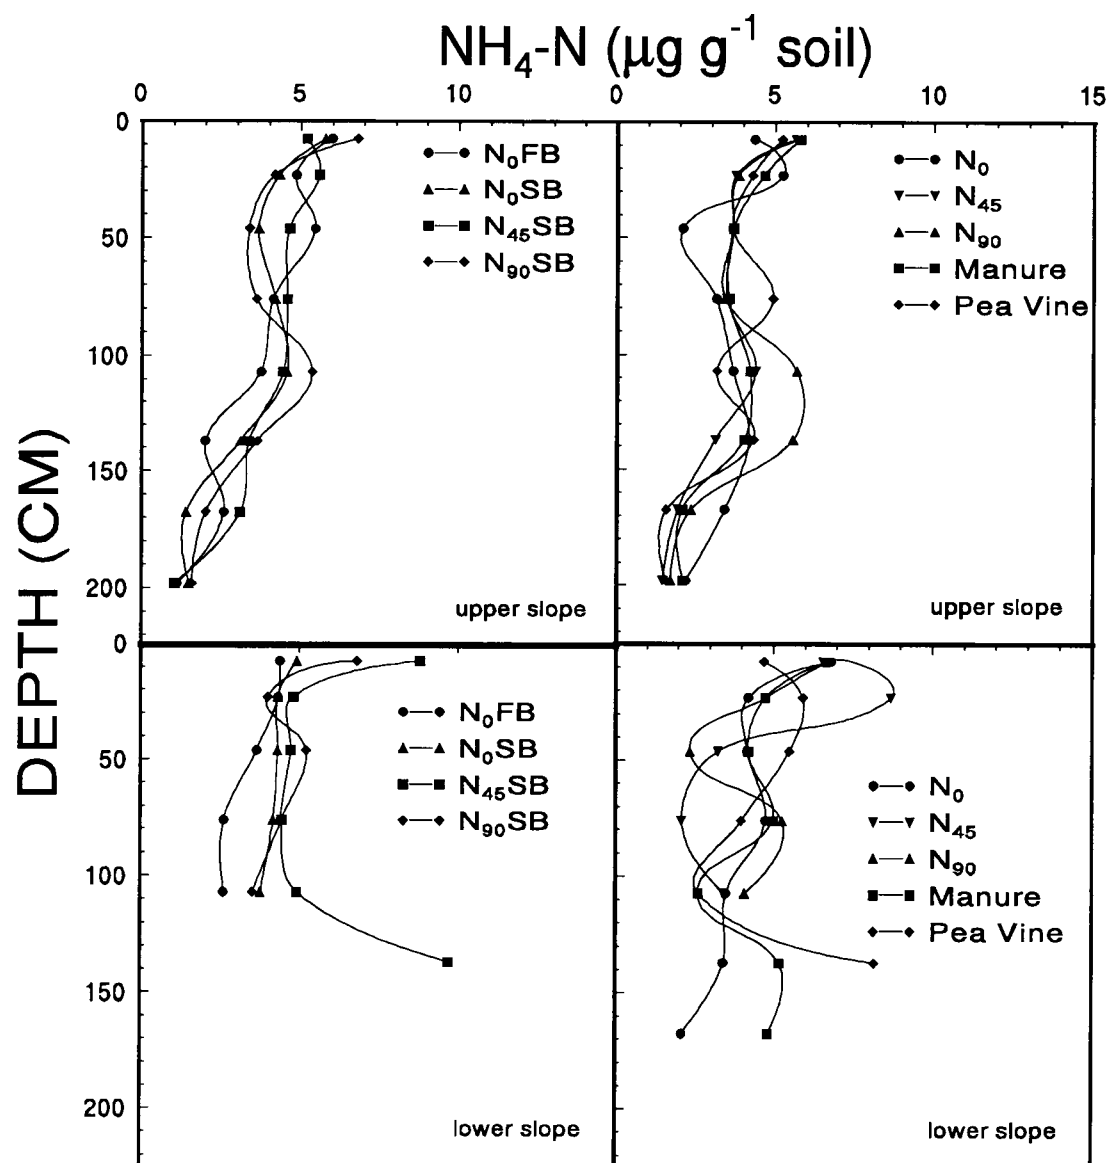 NH₄-N (μg g⁻¹ soil)
0 5 10 0 5 10 15
DEPTH (CM)
0
50
100
150
200
N₀FB
N₀SB
N₄₅SB
N₉₀SB
upper slope
N₀
N₄₅
N₉₀
Manure
Pea Vine
upper slope
0
50
100
150
200
N₀FB
N₀SB
N₄₅SB
N₉₀SB
lower slope
N₀
N₄₅
N₉₀
Manure
Pea Vine
lower slope